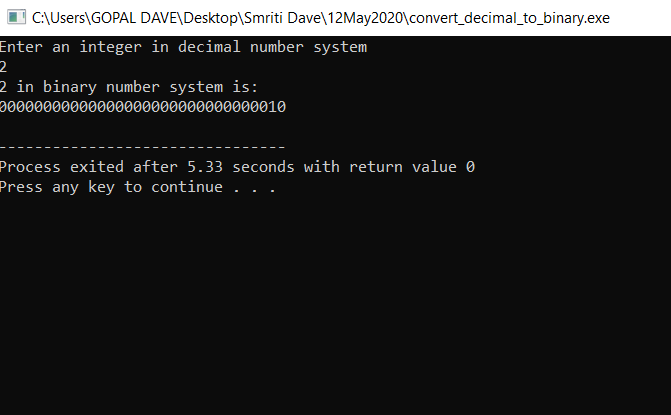 C:\Users\GOPAL DAVE\Desktop\Smriti Dave\12May2020\convert_decimal_to_binary.exe
Enter an integer in decimal number system
2
2 in binary number system is:
00000000000000000000000000000010
--------------------------------
Process exited after 5.33 seconds with return value 0
Press any key to continue . . .